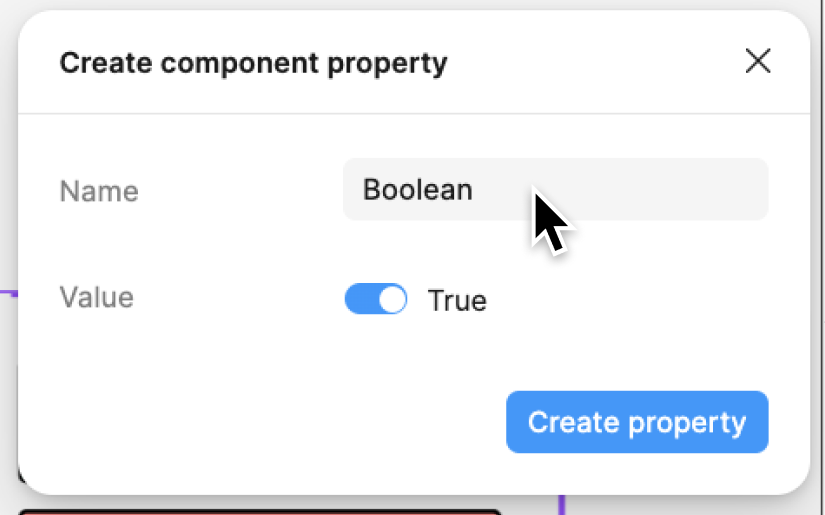 Create component property
Name
Boolean
Value
True
Create property